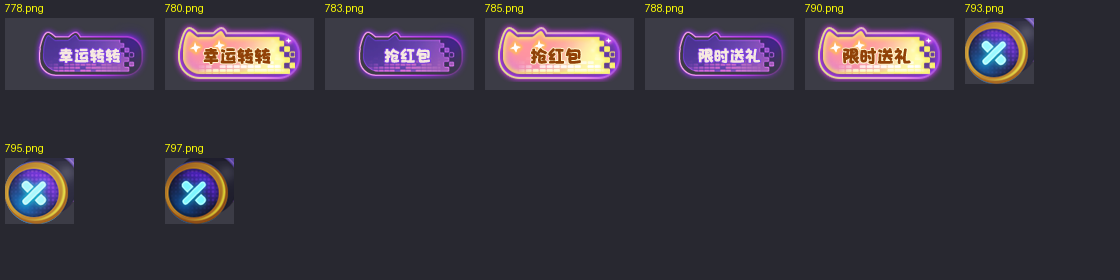 778.png
780.png
783.png
785.png
788.png
790.png
793.png
幸运转转
幸运转转
抢红包
抢红包
限时送礼
限时送礼
795.png
797.png